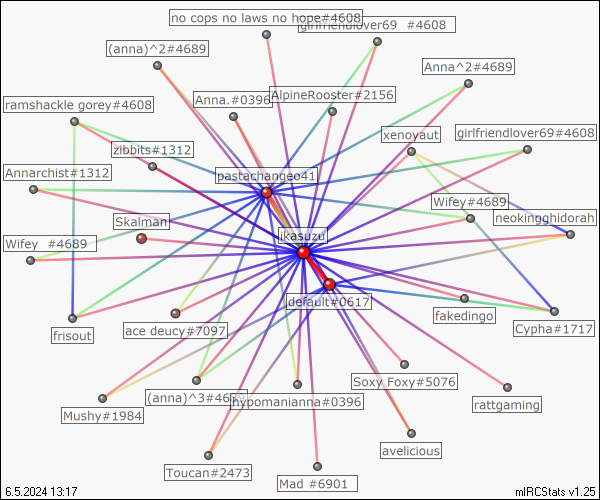 no cops no laws no hope#4608
girlfriendlover69 #4608
(anna)^2#4689
Anna^2#4689
Anna.#0396
AlpineRooster#2156
ramshackle gorey#4608
xenoyaut
girlfriendlover69#4608
zibbits#1312
Annarchist#1312
pastachangeo41
Wifey#4689
Skalman
neokingghidorah
jkasuzu
Wifey #4689
default#0617
fakedingo
frisout
ace deucy#7097
Cypha#1717
Soxy Foxy#5076
(anna)^3#4689
hypomanianna#0396
rattgaming
Mushy#1984
avelicious
Toucan#2473
Mad #6901
6.5.2024 13:17
mIRCStats v1.25